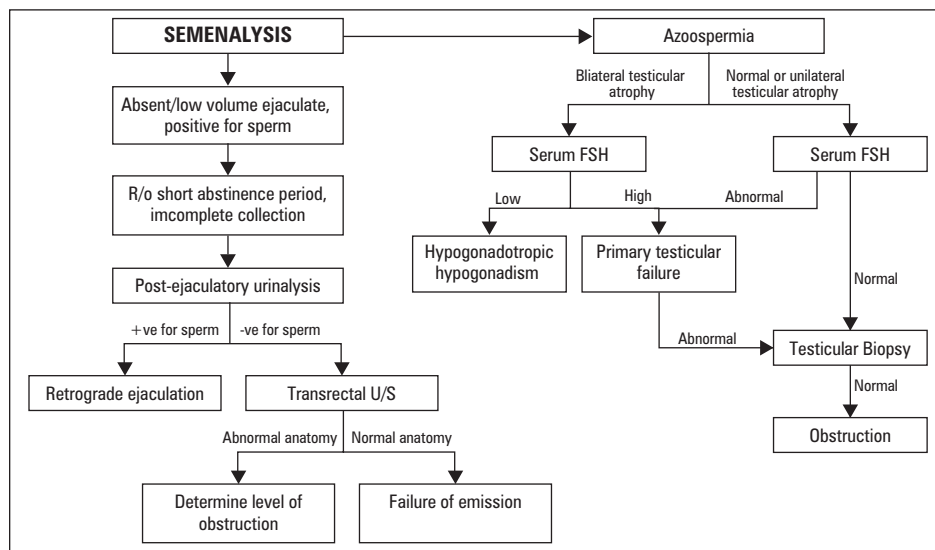 SEMENALYSIS
Azoospermia
Bliateral testicular
atrophy
Normal or unilateral
testicular atrophy
Absent/low volume ejaculate,
positive for sperm
Serum FSH
Serum FSH
R/o short abstinence period,
imcomplete collection
Low
High
Abnormal
Hypogonadotropic
hypogonadism
Primary testicular
failure
Post-ejaculatory urinalysis
Normal
+ve for sperm
-ve for sperm
Abnormal
Testicular Biopsy
Retrograde ejaculation
Transrectal U/S
Normal
Abnormal anatomy
Normal anatomy
Obstruction
Determine level of
obstruction
Failure of emission